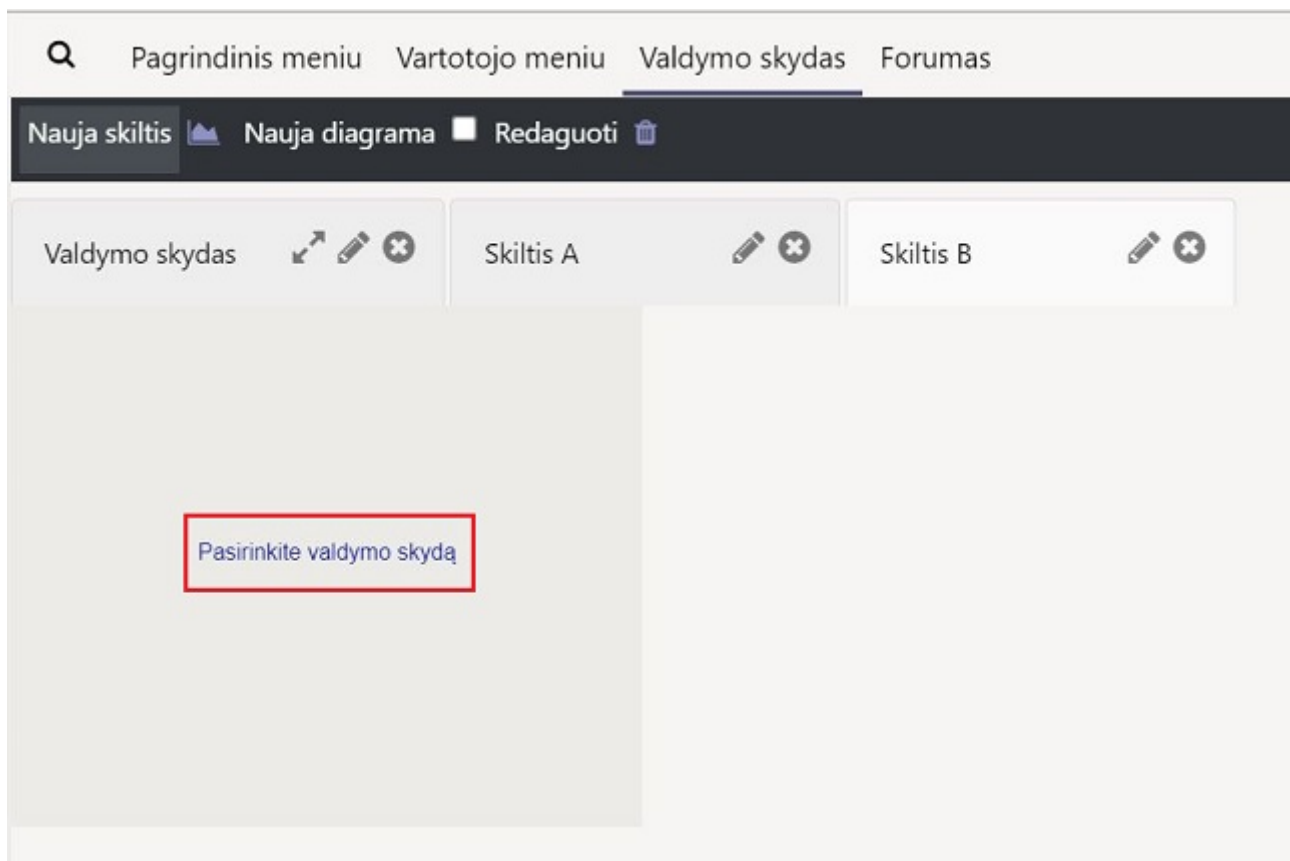 Pagrindinis meniu Vartotojo meniu Valdymo skydas Forumas
Nauja skiltis Nauja diagrama Redaguoti
Valdymo skydas Skiltis A Skiltis B
Pasirinkite valdymo skydą